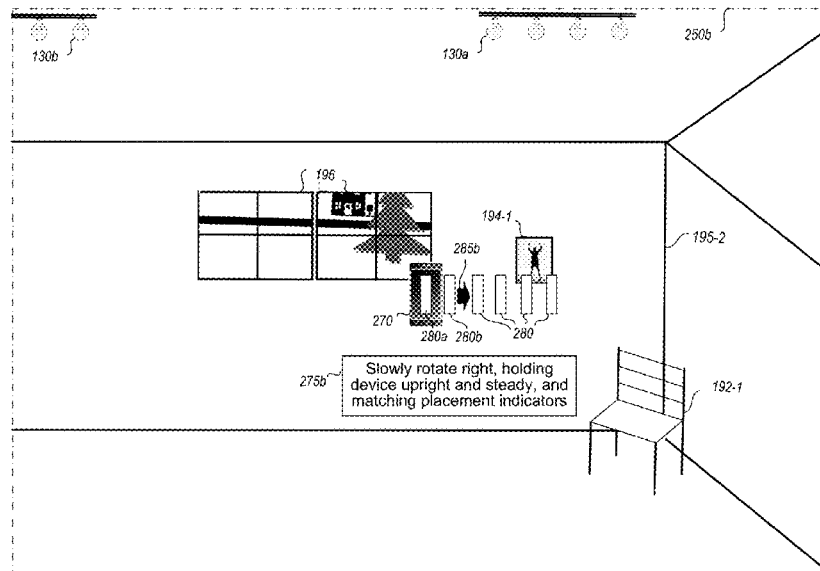 130b
130a
250b
196
194-1
285b
195-2
270
280a
280b
280
275b
Slowly rotate right, holding
device upright and steady, and
matching placement indicators
192-1